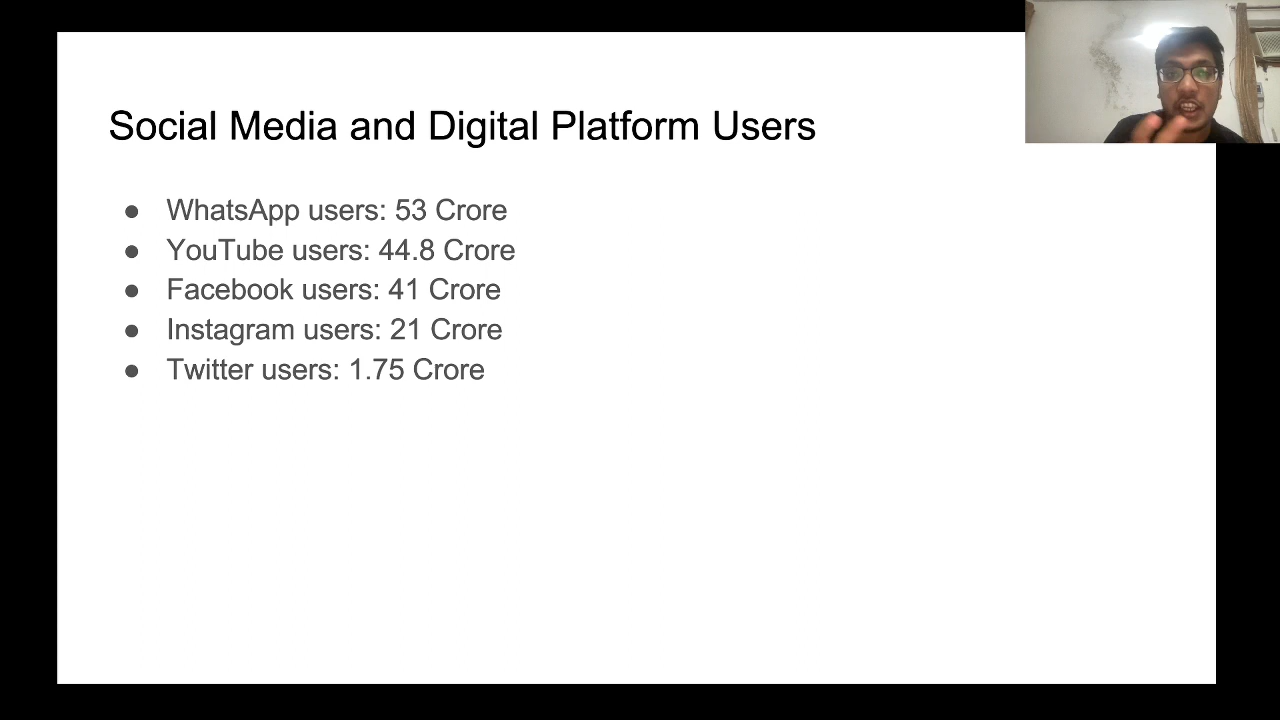 Social Media and Digital Platform Users
● WhatsApp users: 53 Crore
● YouTube users: 44.8 Crore
● Facebook users: 41 Crore
● Instagram users: 21 Crore
● Twitter users: 1.75 Crore